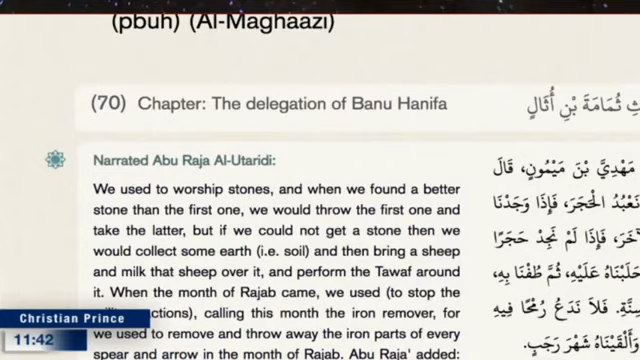 (pbuh) (Al-Maghaazi)
(70) Chapter: The delegation of Banu Hanifa
ثُمَامَةَ بْنِ أُثَالٍ
Narrated Abu Raja Al-Utaridi:
مَهْدِيَّ بْنَ مَيْمُونٍ، قَالَ
We used to worship stones, and when we found a better
stone than the first one, we would throw the first one and
نَعْبُدُ الْحَجَرَ، فَإِذَا وَجَدْنَا
take the latter, but if we could not get a stone then we
فَإِذَا لَمْ نَجِدْ حَجَرًا
would collect some earth (i.e. soil) and then bring a sheep
and milk that sheep over it, and perform the Tawaf around
فَحَلَبْنَاهُ عَلَيْهِ، ثُمَّ طُفْنَا بِهِ،
it. When the month of Rajab came, we used (to stop the
actions), calling this month the iron remover, for
فَلاَ نَدَعُ رُمْحًا فِيهِ
we used to remove and throw away the iron parts of every
وَأَلْقَيْنَاهُ شَهْرَ رَجَبٍ.
spear and arrow in the month of Rajab. Abu Raja' added:
Christian Prince
11:42